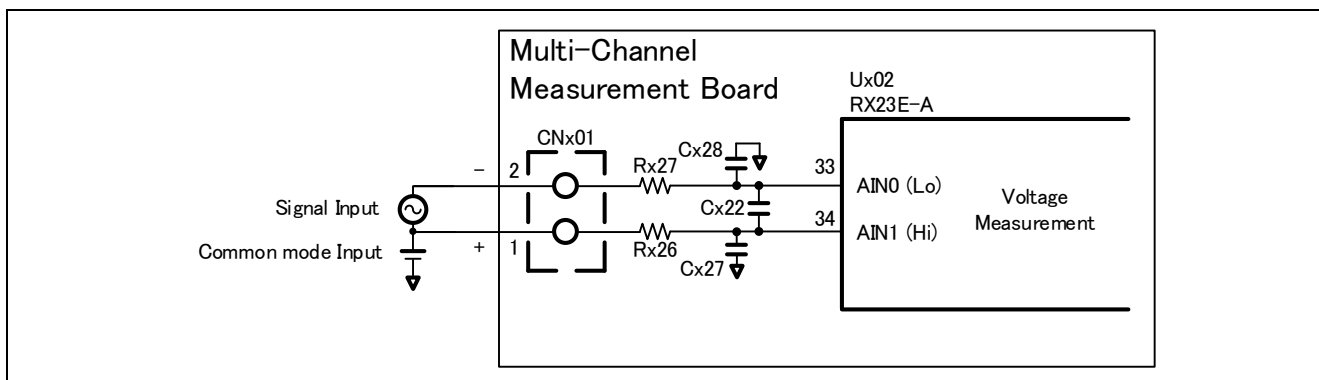 Multi-Channel
Measurement Board
Ux02
RX23E-A
CNx01
Cx28
Rx27
33
− 2
AIN0 (Lo)
Signal Input
Cx22
Voltage
Measurement
34
AIN1 (Hi)
Common mode Input
+ 1
Rx26
Cx27